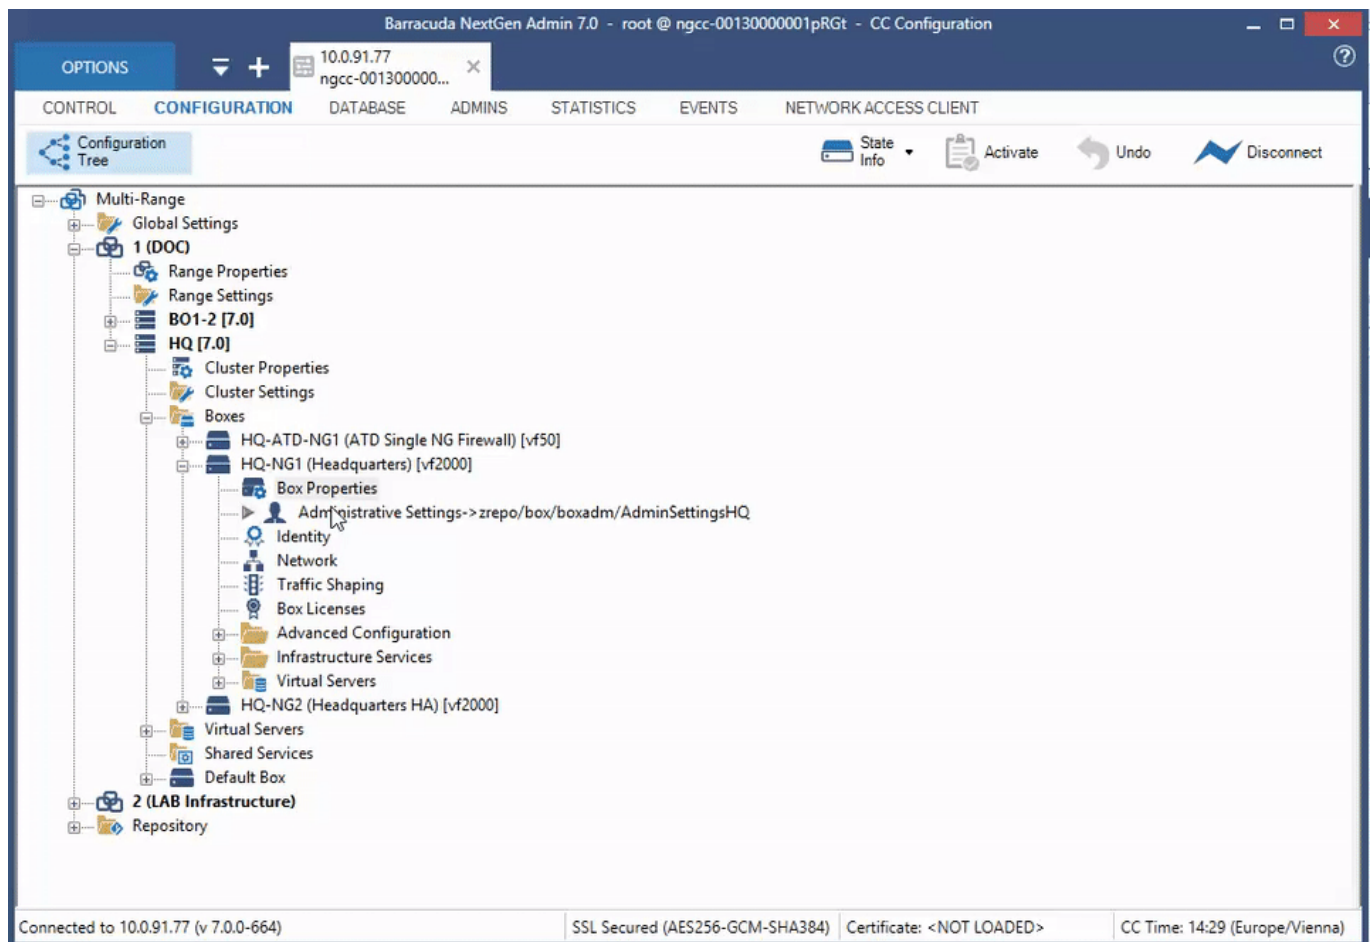 Barracuda NextGen Admin 7.0 - root @ ngcc-00130000001pRGt - CC Configuration
OPTIONS
10.0.91.77
ngcc-001300000...
CONTROL CONFIGURATION DATABASE ADMINS STATISTICS EVENTS NETWORK ACCESS CLIENT
Configuration
Tree
State
Info
Activate
Undo
Disconnect
Multi-Range
Global Settings
1 (DOC)
Range Properties
Range Settings
BO1-2 [7.0]
HQ [7.0]
Cluster Properties
Cluster Settings
Boxes
HQ-ATD-NG1 (ATD Single NG Firewall) [vf50]
HQ-NG1 (Headquarters) [vf2000]
Box Properties
Administrative Settings->zrepo/box/boxadm/AdminSettingsHQ
Identity
Network
Traffic Shaping
Box Licenses
Advanced Configuration
Infrastructure Services
Virtual Servers
HQ-NG2 (Headquarters HA) [vf2000]
Virtual Servers
Shared Services
Default Box
2 (LAB Infrastructure)
Repository
Connected to 10.0.91.77 (v 7.0.0-664) SSL Secured (AES256-GCM-SHA384) Certificate: <NOT LOADED> CC Time: 14:29 (Europe/Vienna)